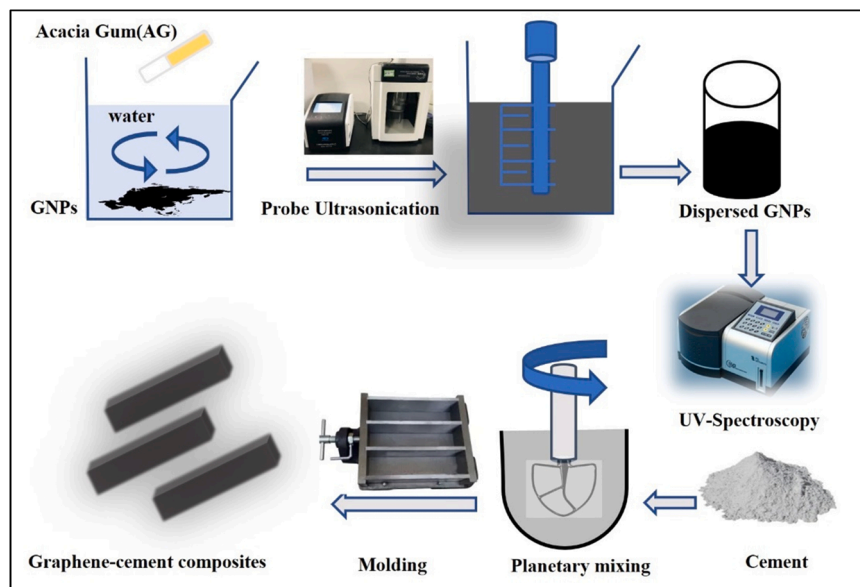 Acacia Gum(AG)
water
GNPs
Probe Ultrasonication
Dispersed GNPs
UV-Spectroscopy
Graphene-cement composites
Molding
Planetary mixing
Cement